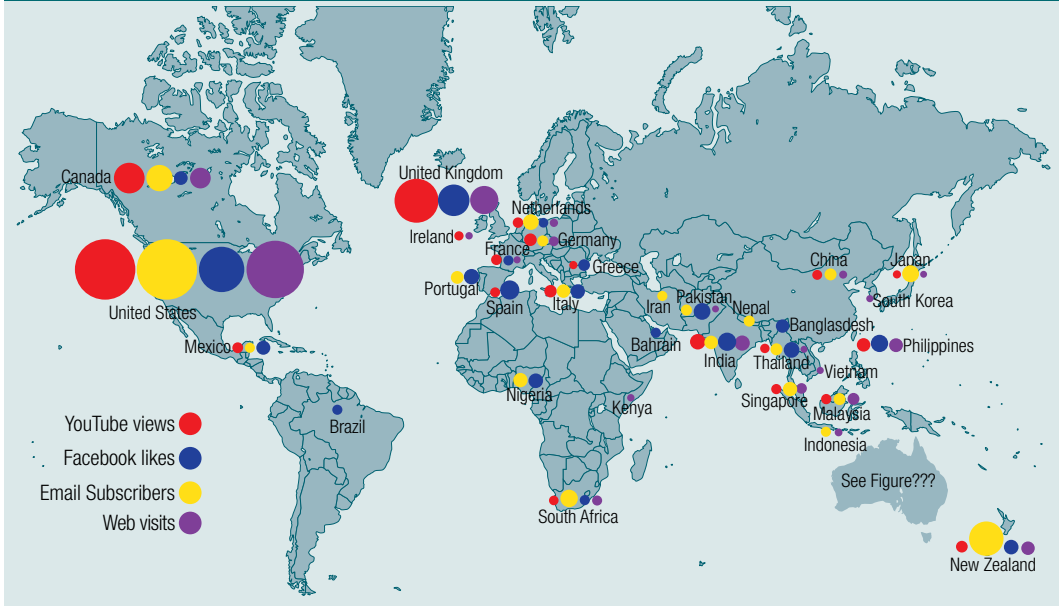 Canada
United Kingdom
Netherlands
Ireland
Germany
France
Greece
China
Janan
Portugal
Spain
Italy
Iran
Pakistan
Nepal
South Korea
United States
Bahrain
India
Banglasdesh
Thailand
Philippines
Mexico
Vietnam
Nigeria
Kenya
Singapore
Malaysia
Brazil
Indonesia
YouTube views
Facebook likes
Email Subscribers
Web visits
See Figure???
South Africa
New Zealand